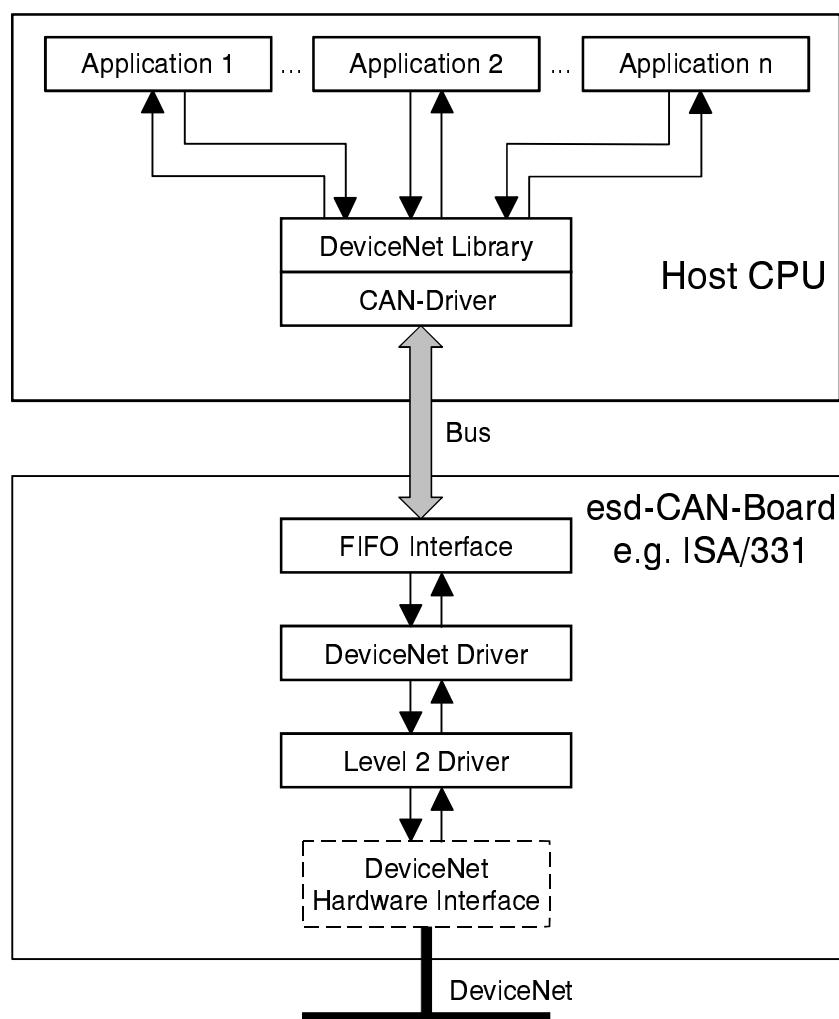 Application 1 ... Application 2 ... Application n
DeviceNet Library
Host CPU
CAN-Driver
Bus
esd-CAN-Board
e.g. ISA/331
FIFO Interface
DeviceNet Driver
Level 2 Driver
DeviceNet
Hardware Interface
DeviceNet